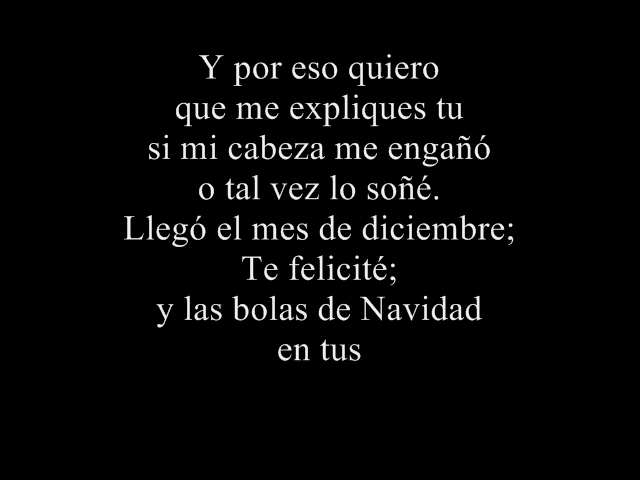 Y por eso quiero
que me expliques tu
si mi cabeza me engañó
o tal vez lo soñé.
Llegó el mes de diciembre;
Te felicité;
y las bolas de Navidad
en tus